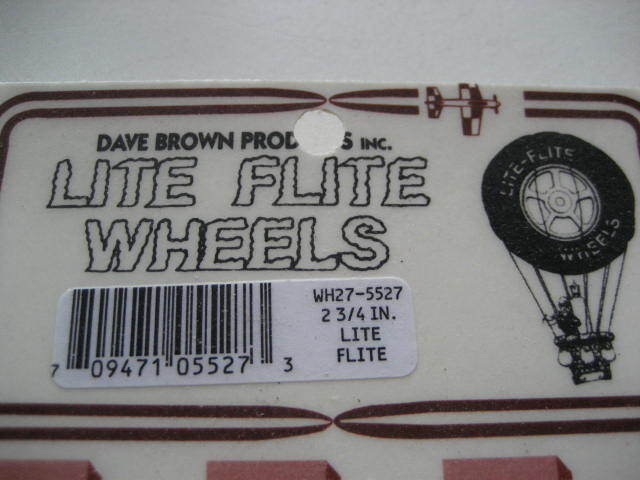 DAVE BROWN PROD S INC.
LITE FLITE
WHEELS
LITE-FLITE
WHEELS
WH27-5527
2 3/4 IN.
LITE
FLITE
7 09471 05527 3